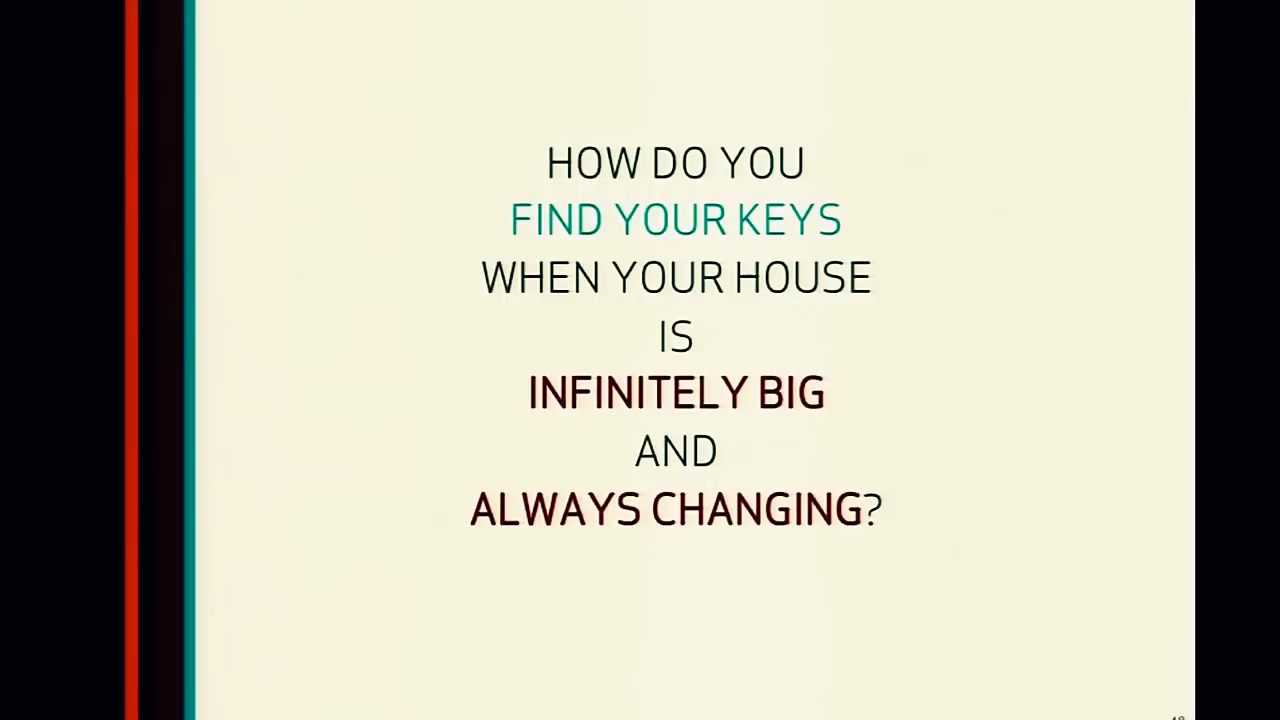 HOW DO YOU
FIND YOUR KEYS
WHEN YOUR HOUSE
IS
INFINITELY BIG
AND
ALWAYS CHANGING?